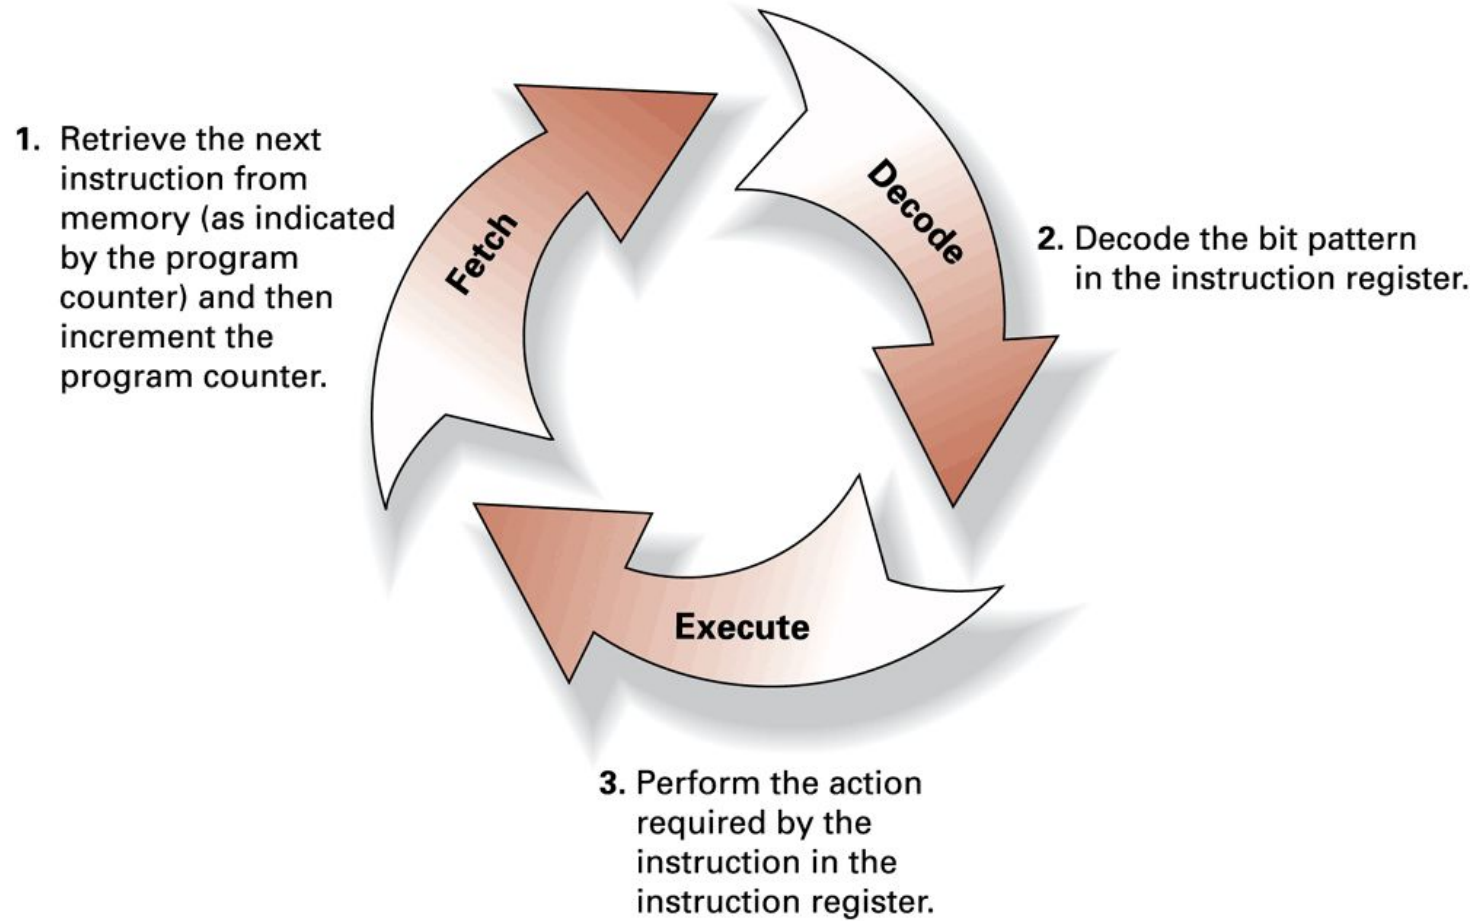 1. Retrieve the next
instruction from
memory (as indicated
by the program
counter) and then
increment the
program counter.
Fetch
Decode
2. Decode the bit pattern
in the instruction register.
Execute
3. Perform the action
required by the
instruction in the
instruction register.